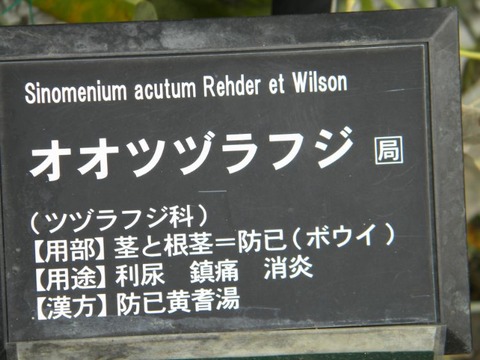 Sinomenium acutum Rehder et Wilson
オオツヅラフジ 局
(ツヅラフジ科)
【用部】茎と根茎=防已(ボウイ)
【用途】利尿 鎮痛 消炎
【漢方】防已黄耆湯